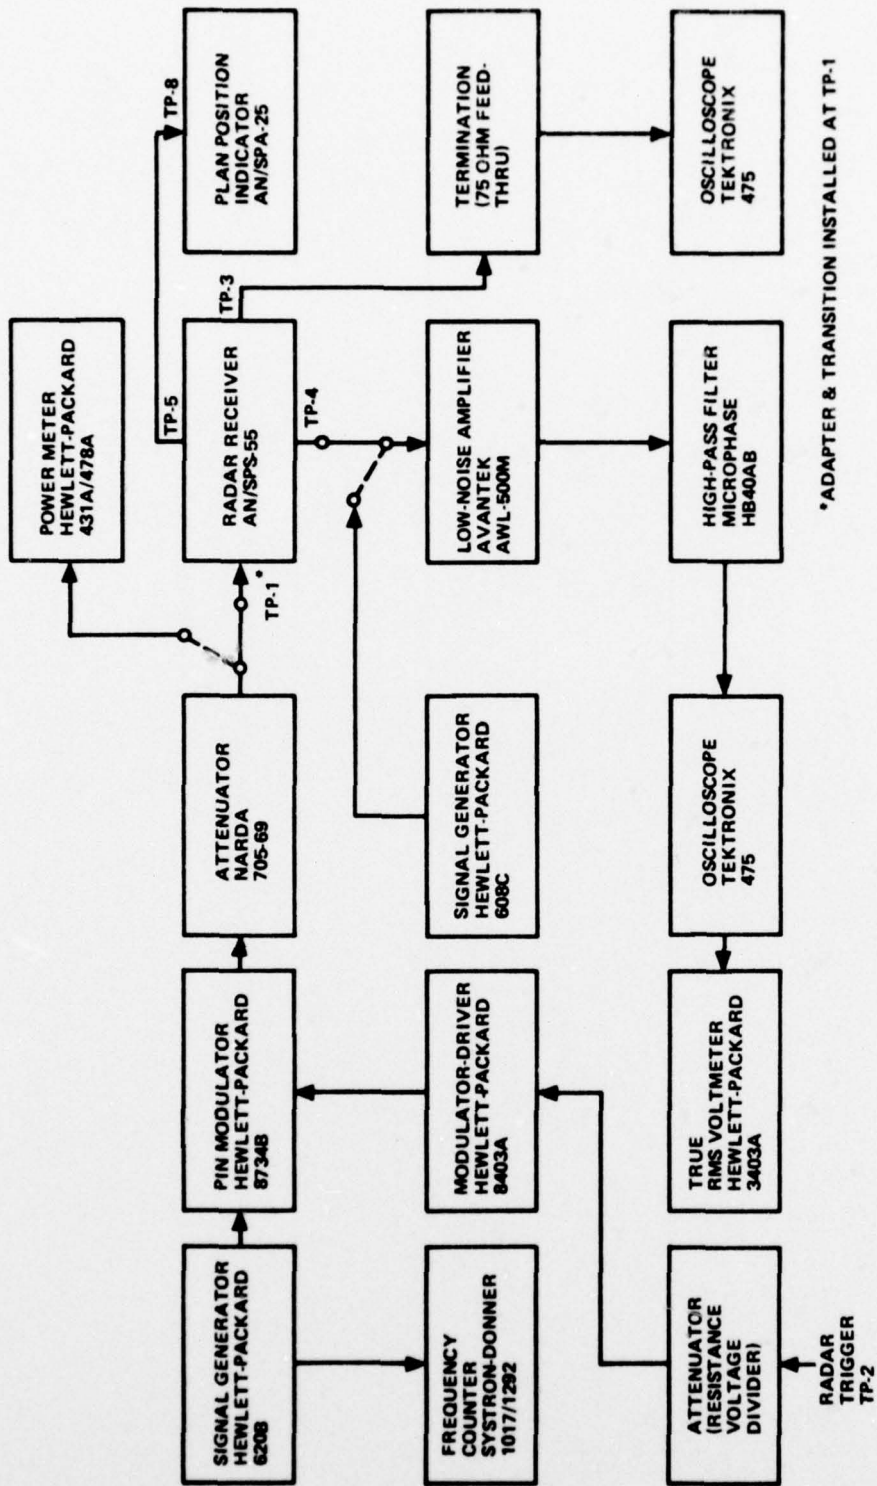 POWER METER
HEWLETT-PACKARD
431A/478A
TP-5
TP-8
SIGNAL GENERATOR
HEWLETT-PACKARD
620B
PIN MODULATOR
HEWLETT-PACKARD
8734B
ATTENUATOR
NARDA
705-69
TP-1*
RADAR RECEIVER
AN/SPS-55
PLAN POSITION
INDICATOR
AN/SPA-25
TP-3
TP-4
FREQUENCY
COUNTER
SYSTRON-DONNER
1017/1292
MODULATOR-DRIVER
HEWLETT-PACKARD
8403A
SIGNAL GENERATOR
HEWLETT-PACKARD
608C
LOW-NOISE AMPLIFIER
AVANTEK
AWL-500M
TERMINATION
(75 OHM FEED-
THRU)
ATTENUATOR
(RESISTANCE
VOLTAGE
DIVIDER)
TRUE
RMS VOLTMETER
HEWLETT-PACKARD
3403A
OSCILLOSCOPE
TEKTRONIX
475
HIGH-PASS FILTER
MICROPHASE
HB40AB
OSCILLOSCOPE
TEKTRONIX
475
RADAR
TRIGGER
TP-2
*ADAPTER & TRANSITION INSTALLED AT TP-1